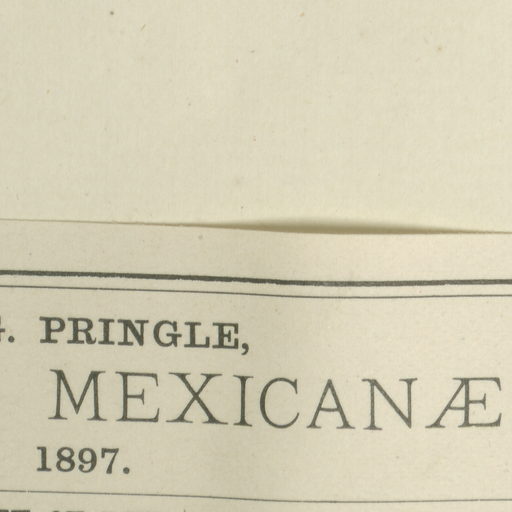 G. PRINGLE,
MEXICANÆ
1897.